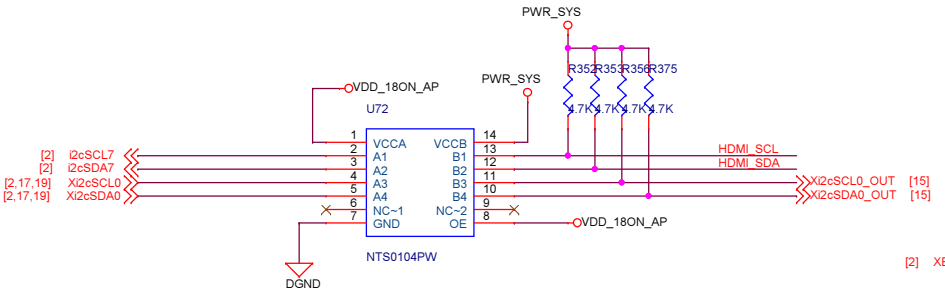 PWR_SYS
PWR_SYS
R352 R353 R356 R375
VDD_18ON_AP
U72
4.7K 4.7K 4.7K 4.7K
1 VCCA VCCB 14
[2] i2cSCL7 2 A1 B1 13 HDMI_SCL
[2] i2cSDA7 3 A2 B2 12 HDMI_SDA
[2,17,19] Xi2cSCL0 4 A3 B3 11 Xi2cSCL0_OUT [15]
[2,17,19] Xi2cSDA0 5 A4 B4 10 Xi2cSDA0_OUT [15]
6 NC~1 NC~2 9
7 GND OE 8 VDD_18ON_AP
NTS0104PW
[2] XE
DGND